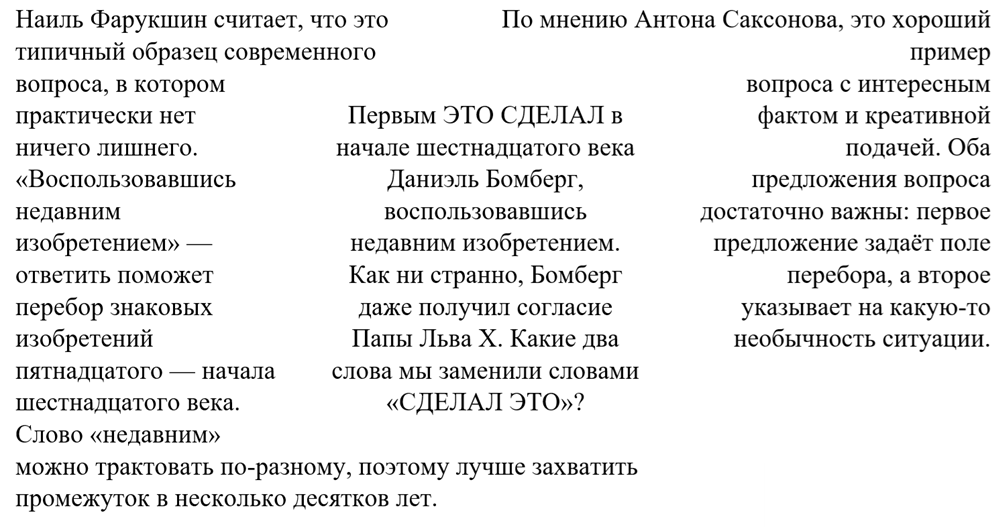 Наиль Фарукшин считает, что это
типичный образец современного
вопроса, в котором
практически нет
ничего лишнего.
«Воспользовавшись
недавним
изобретением» —
ответить поможет
перебор знаковых
изобретений
пятнадцатого — начала
шестнадцатого века.
Слово «недавним»
можно трактовать по-разному, поэтому лучше захватить
промежуток в несколько десятков лет.
Первым ЭТО СДЕЛАЛ в
начале шестнадцатого века
Даниэль Бомберг,
воспользовавшись
недавним изобретением.
Как ни странно, Бомберг
даже получил согласие
Папы Льва X. Какие два
слова мы заменили словами
«СДЕЛАЛ ЭТО»?
По мнению Антона Саксонова, это хороший
пример
вопроса с интересным
фактом и креативной
подачей. Оба
предложения вопроса
достаточно важны: первое
предложение задаёт поле
перебора, а второе
указывает на какую-то
необычность ситуации.